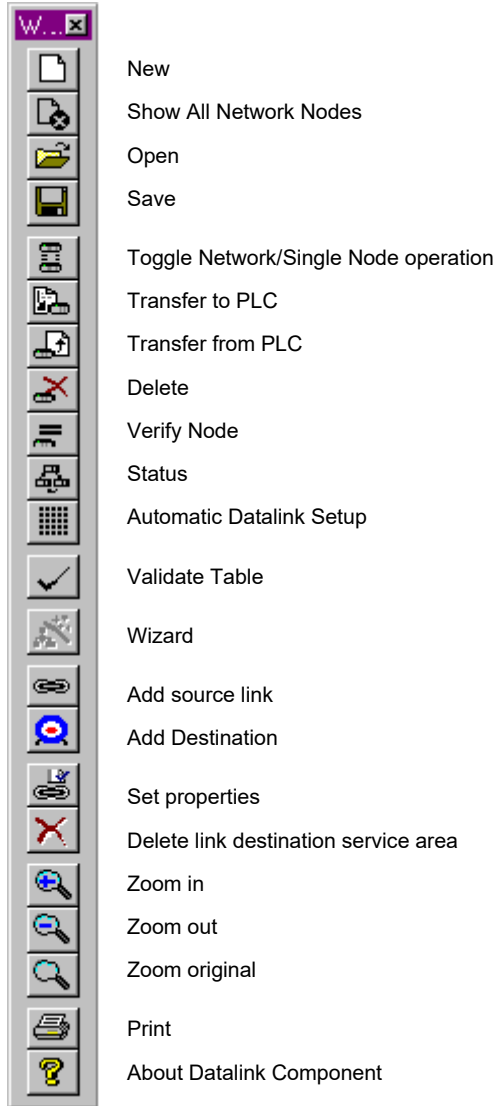 W...
New
Show All Network Nodes
Open
Save
Toggle Network/Single Node operation
Transfer to PLC
Transfer from PLC
Delete
Verify Node
Status
Automatic Datalink Setup
Validate Table
Wizard
Add source link
Add Destination
Set properties
Delete link destination service area
Zoom in
Zoom out
Zoom original
Print
About Datalink Component